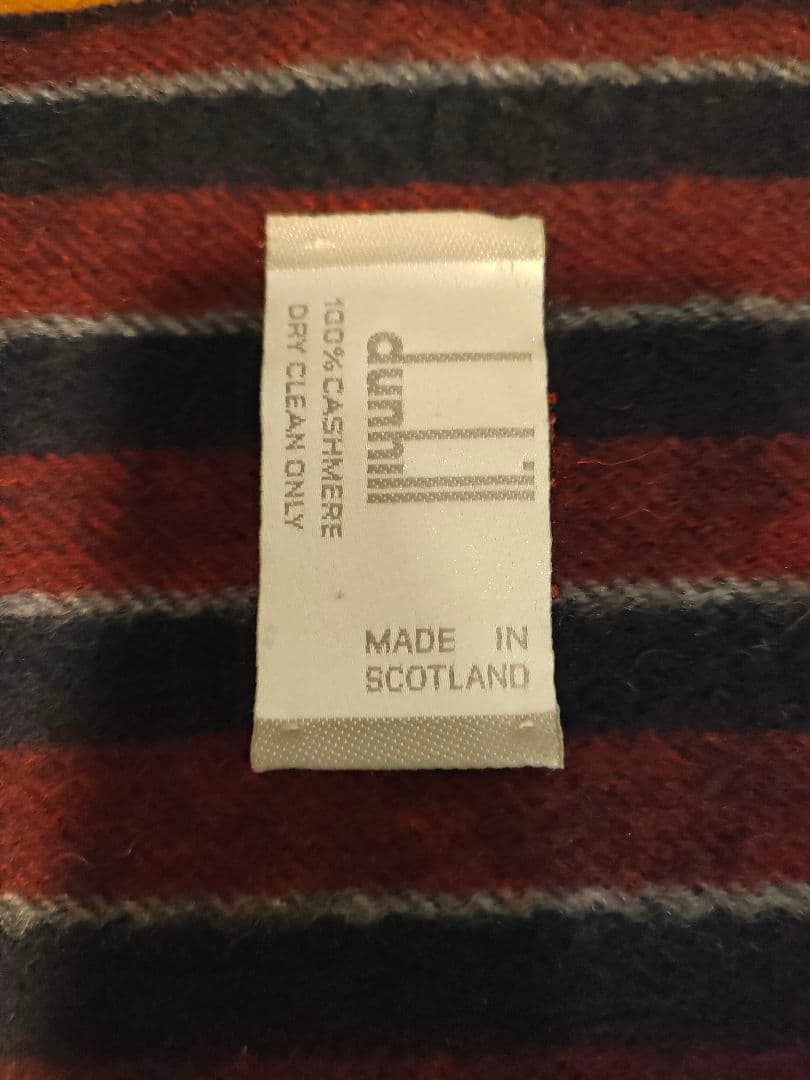 dunhill
100% CASHMERE
DRY CLEAN ONLY
MADE IN
SCOTLAND